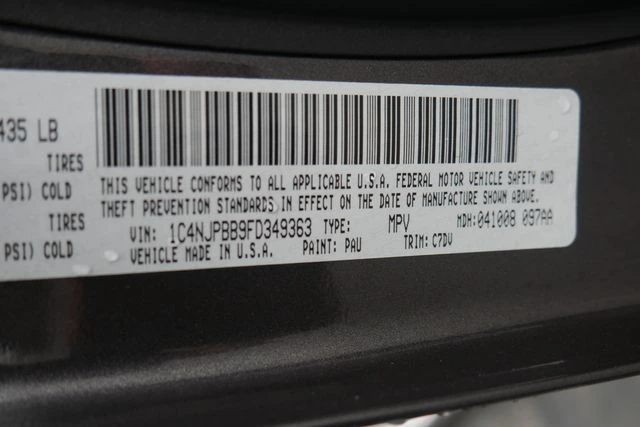 435 LB
TIRES
PSI) COLD
TIRES
PSI) COLD
THIS VEHICLE CONFORMS TO ALL APPLICABLE U.S.A. FEDERAL MOTOR VEHICLE SAFETY AND
THEFT PREVENTION STANDARDS IN EFFECT ON THE DATE OF MANUFACTURE SHOWN ABOVE.
VIN: 1C4NJPBB9FD349363 TYPE: MPV MDH:041008 097AA
VEHICLE MADE IN U.S.A. PAINT: PAU TRIM: C7DV